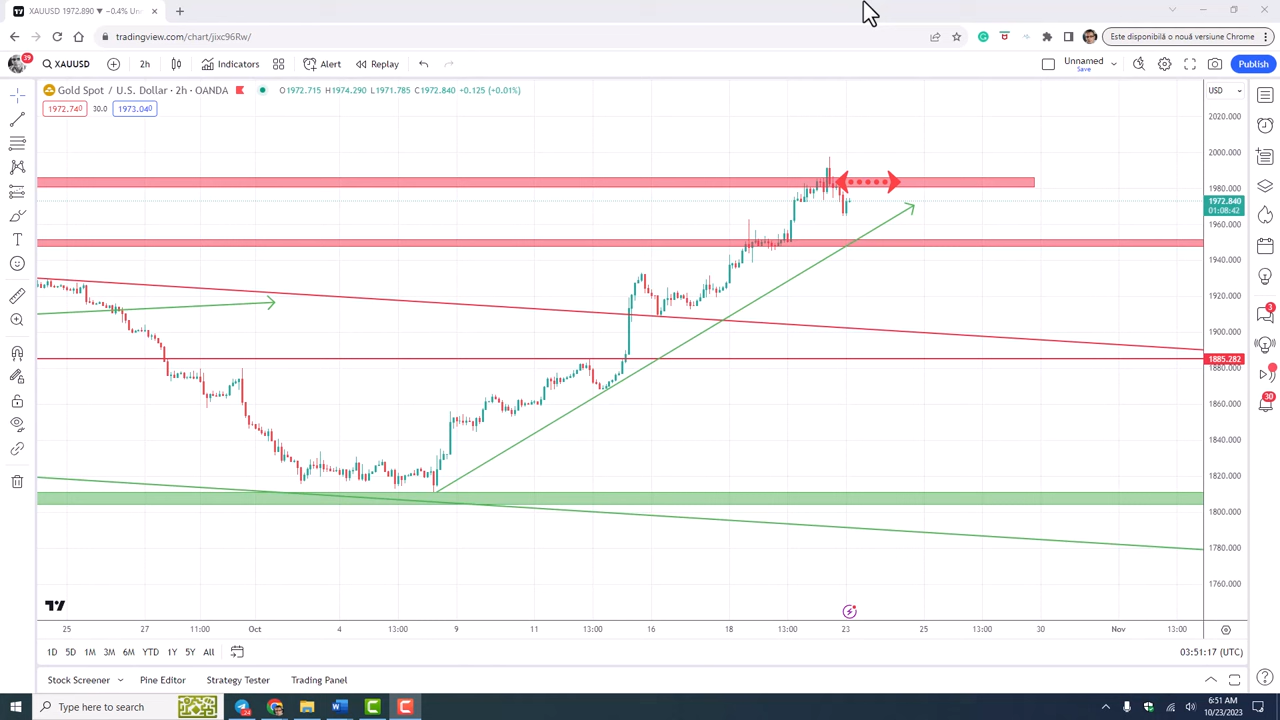 XAUUSD 1972.890 ▼ −0.4% Un
tradingview.com/chart/jixc96Rw/
Este disponibilă o nouă versiune Chrome
39
XAUUSD
2h
Indicators
Alert
Replay
Unnamed
Save
Publish
Gold Spot / U.S. Dollar · 2h · OANDA
O1972.715 H1974.290 L1971.785 C1972.840 +0.125 (+0.01%)
USD
1972.740
30.0
1973.040
2020.000
2000.000
1980.000
1972.840
01:08:42
1960.000
1940.000
1920.000
1900.000
1885.282
1880.000
1860.000
1840.000
1820.000
1800.000
1780.000
1760.000
3
30
25
27
11:00
Oct
4
13:00
9
11
13:00
16
18
13:00
23
25
13:00
30
Nov
13:00
1D
5D
1M
3M
6M
YTD
1Y
5Y
All
03:51:17 (UTC)
Stock Screener
Pine Editor
Strategy Tester
Trading Panel
Type here to search
6:51 AM
10/23/2023